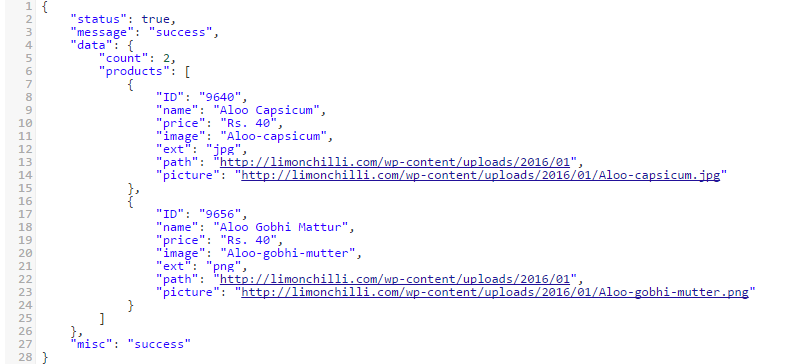 1 {
2     "status": true,
3     "message": "success",
4     "data": {
5         "count": 2,
6         "products": [
7             {
8                 "ID": "9640",
9                 "name": "Aloo Capsicum",
10                 "price": "Rs. 40",
11                 "image": "Aloo-capsicum",
12                 "ext": "jpg",
13                 "path": "http://limonchilli.com/wp-content/uploads/2016/01",
14                 "picture": "http://limonchilli.com/wp-content/uploads/2016/01/Aloo-capsicum.jpg"
15             },
16             {
17                 "ID": "9656",
18                 "name": "Aloo Gobhi Mattur",
19                 "price": "Rs. 40",
20                 "image": "Aloo-gobhi-mutter",
21                 "ext": "png",
22                 "path": "http://limonchilli.com/wp-content/uploads/2016/01",
23                 "picture": "http://limonchilli.com/wp-content/uploads/2016/01/Aloo-gobhi-mutter.png"
24             }
25         ]
26     },
27     "misc": "success"
28 }